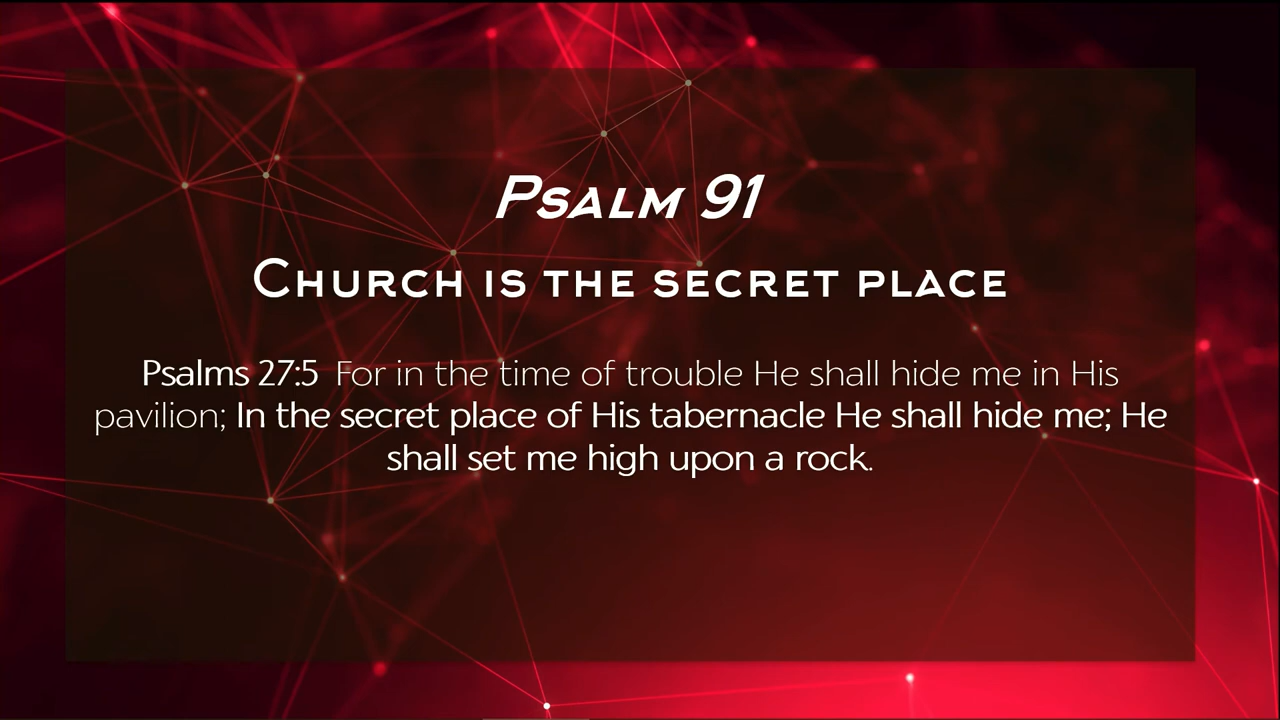 Psalm 91
Church is the secret place
Psalms 27:5 For in the time of trouble He shall hide me in His
pavilion; In the secret place of His tabernacle He shall hide me; He
shall set me high upon a rock.